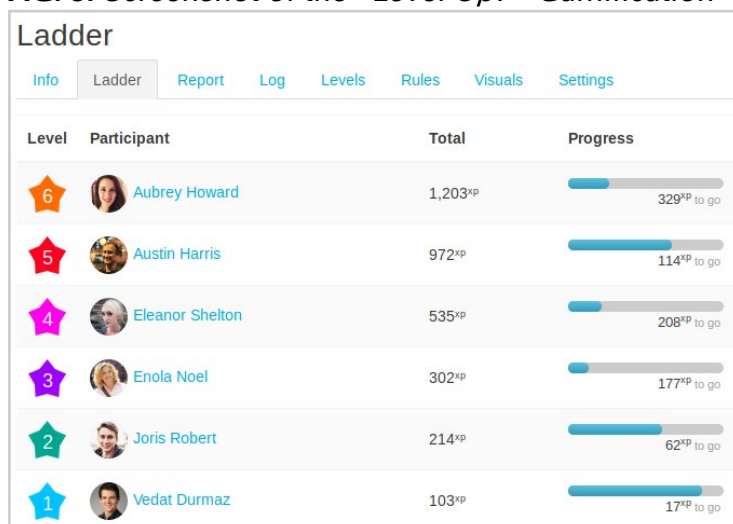 Ladder
Info Ladder Report Log Levels Rules Visuals Settings
Level Participant Total Progress
6 Aubrey Howard 1,203xp 329xp to go
5 Austin Harris 972xp 114xp to go
4 Eleanor Shelton 535xp 208xp to go
3 Enola Noel 302xp 177xp to go
2 Joris Robert 214xp 62xp to go
1 Vedat Durmaz 103xp 17xp to go